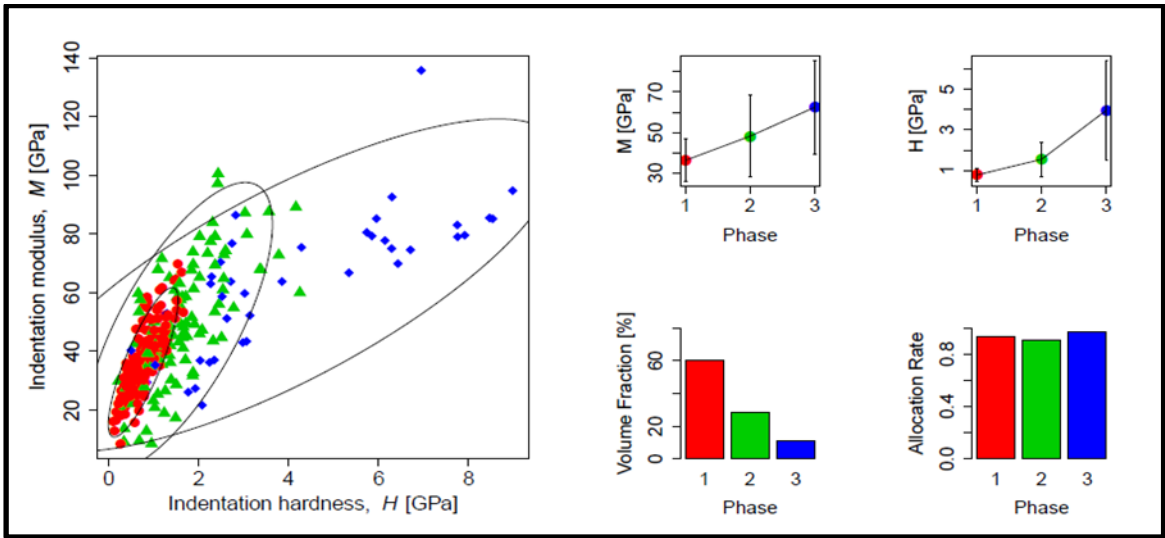 140
120
100
80
60
40
20
Indentation modulus, M [GPa]
0 2 4 6 8
Indentation hardness, H [GPa]
M [GPa]
70
50
30
1 2 3
Phase
H [GPa]
5
3
1
1 2 3
Phase
Volume Fraction [%]
60
20
0
1 2 3
Phase
Allocation Rate
0.8
0.4
0.0
1 2 3
Phase